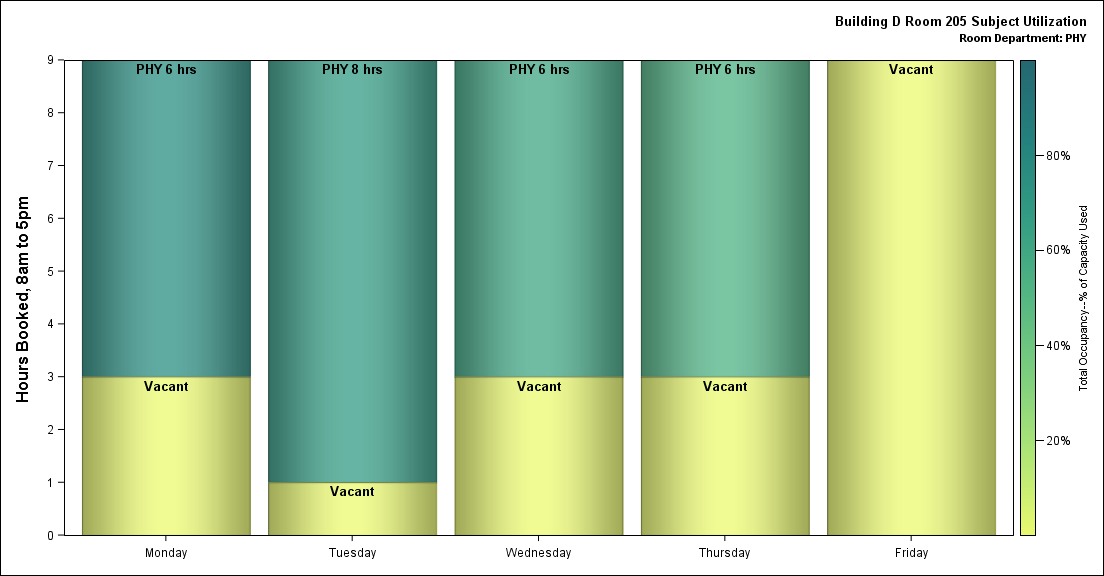 Building D Room 205 Subject Utilization
Room Department: PHY
Hours Booked, 8am to 5pm
9
8
7
6
5
4
3
2
1
0
PHY 6 hrs
Vacant
PHY 8 hrs
Vacant
PHY 6 hrs
Vacant
PHY 6 hrs
Vacant
Vacant
Monday
Tuesday
Wednesday
Thursday
Friday
80%
60%
40%
20%
Total Occupancy--% of Capacity Used